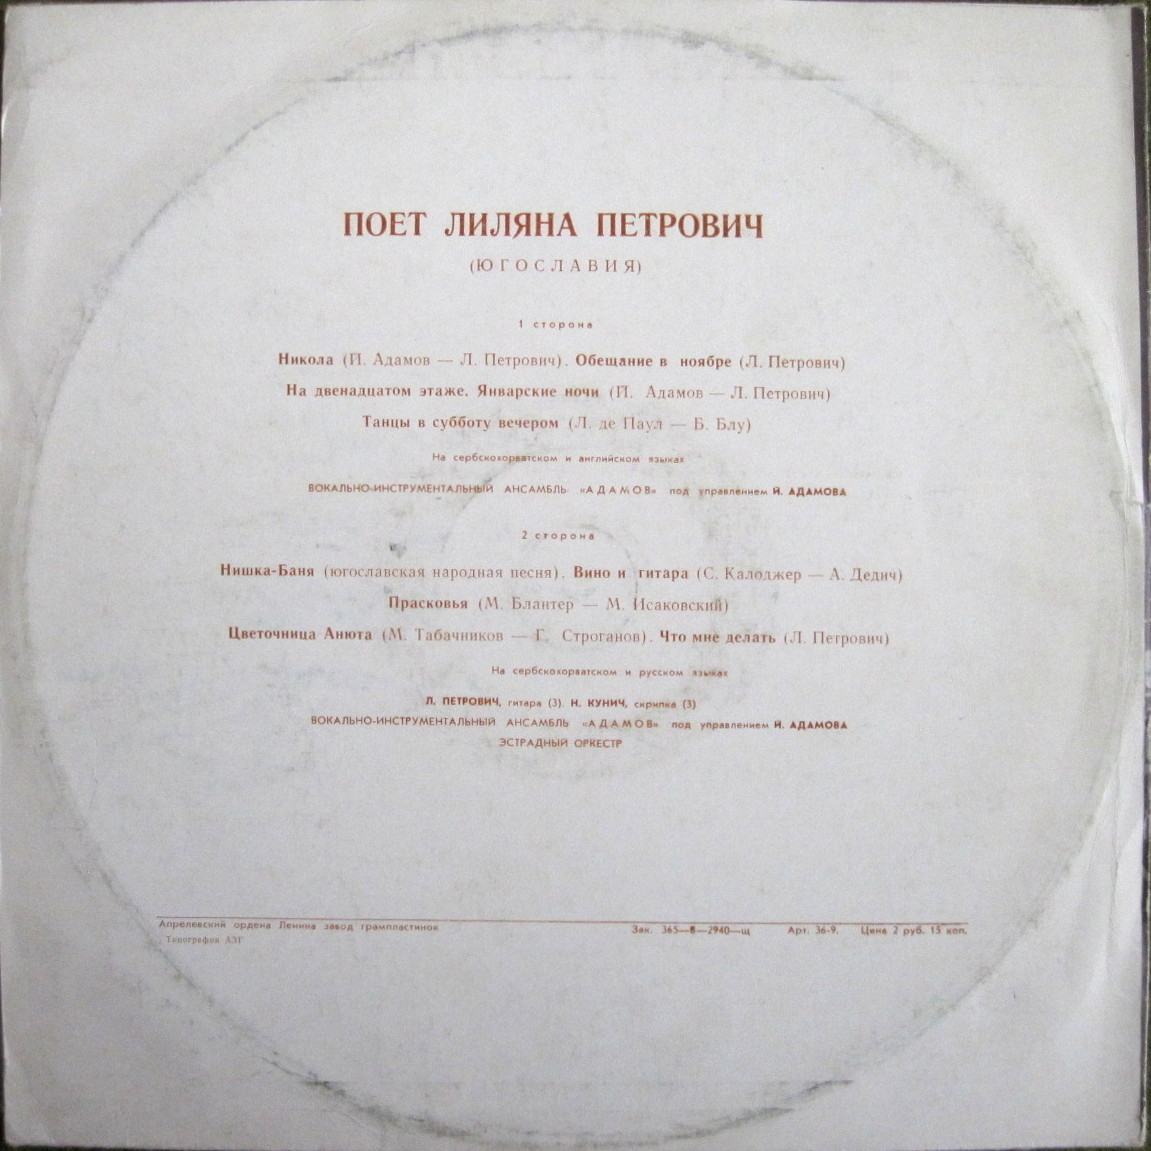 ПОЕТ ЛИЛЯНА ПЕТРОВИЧ
(ЮГОСЛАВИЯ)
1 сторона
Никола (Й. Адамов — Л. Петрович). Обещание в ноябре (Л. Петрович)
На двенадцатом этаже. Январские ночи (Й. Адамов — Л. Петрович)
Танцы в субботу вечером (Л. де Паул — Б. Блу)
На сербскохорватском и английском языках
ВОКАЛЬНО-ИНСТРУМЕНТАЛЬНЫЙ АНСАМБЛЬ «АДАМОВ» под управлением Й. АДАМОВА
2 сторона
Нишка-Баня (югославская народная песня). Вино и гитара (С. Калоджер — А. Дедич)
Прасковья (М. Блантер — М. Исаковский)
Цветочница Анюта (М. Табачников — Г. Строганов). Что мне делать (Л. Петрович)
На сербскохорватском и русском языках
Л. ПЕТРОВИЧ, гитара (3), Н. КУНИЧ, скрипка (3)
ВОКАЛЬНО-ИНСТРУМЕНТАЛЬНЫЙ АНСАМБЛЬ «АДАМОВ» под управлением Й. АДАМОВА
ЭСТРАДНЫЙ ОРКЕСТР
Апрелевский ордена Ленина завод грампластинок Зак. 365—8—2940—щ Арт. 36-9. Цена 2 руб. 15 коп.
Типография АЗГ